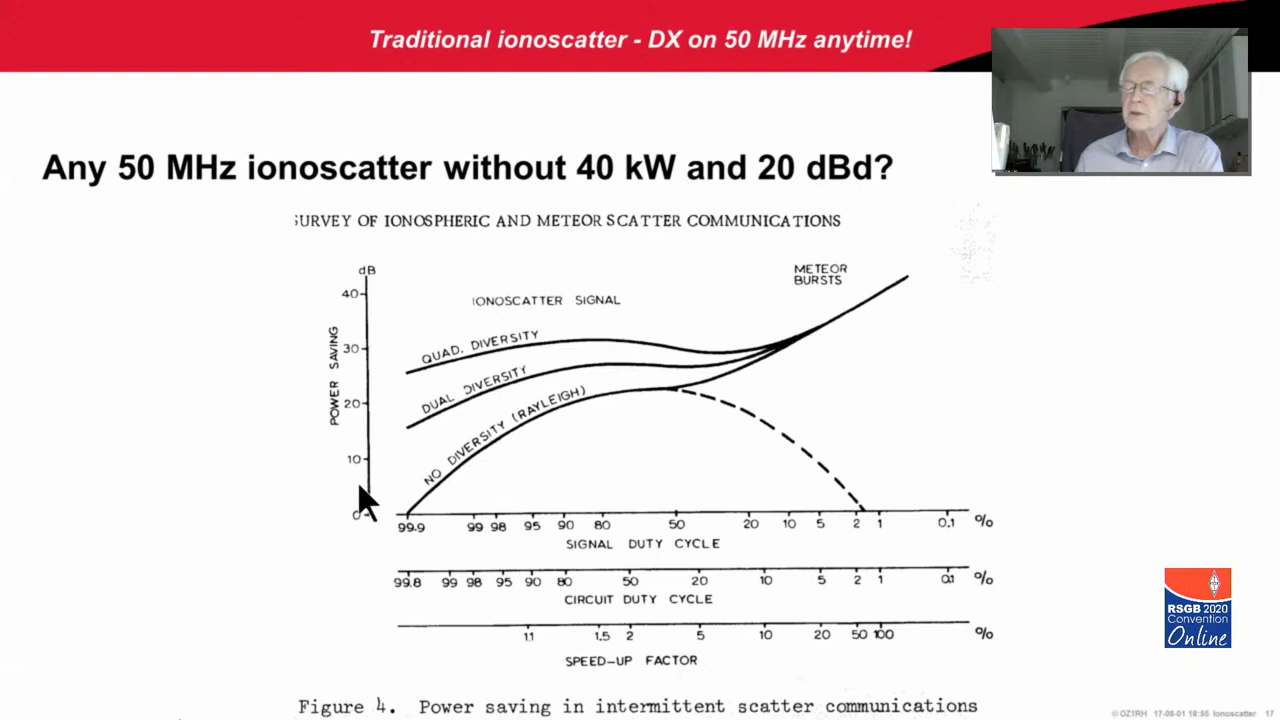 Traditional ionoscatter - DX on 50 MHz anytime!
Any 50 MHz ionoscatter without 40 kW and 20 dBd?
SURVEY OF IONOSPHERIC AND METEOR SCATTER COMMUNICATIONS
dB
40
30
20
10
0
POWER SAVING
IONOSCATTER SIGNAL
METEOR
BURSTS
QUAD. DIVERSITY
DUAL DIVERSITY
NO DIVERSITY (RAYLEIGH)
99.9 99 98 95 90 80 50 20 10 5 2 1 0.1 %
SIGNAL DUTY CYCLE
99.8 99 98 95 90 80 50 20 10 5 2 1 0.1 %
CIRCUIT DUTY CYCLE
1.1 1.5 2 5 10 20 50 100 %
SPEED-UP FACTOR
Figure 4. Power saving in intermittent scatter communications
RSGB 2020
Convention
Online
© OZ1RH 17-08-01 18:55 Ionoscatter 17